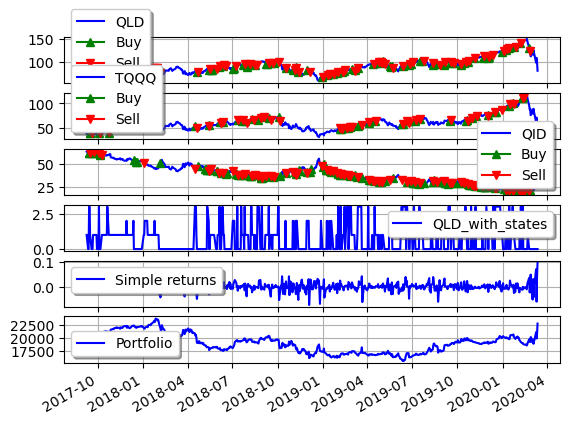 QLD
Buy
Sell
150
100
TQQQ
Buy
Sell
100
50
QID
Buy
Sell
50
25
QLD_with_states
2.5
0.0
Simple returns
0.1
0.0
Portfolio
22500
20000
17500
2017-10
2018-01
2018-04
2018-07
2018-10
2019-01
2019-04
2019-07
2019-10
2020-01
2020-04